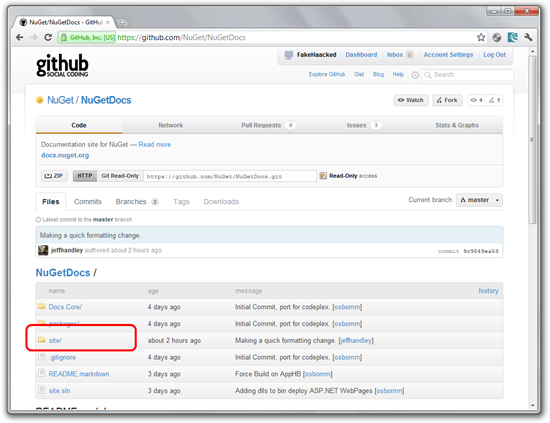 NuGet/NuGetDocs - GitHub
GitHub, Inc. [US] https://github.com/NuGet/NuGetDocs
github
SOCIAL CODING
FakeHaacked Dashboard Inbox 0 Account Settings Log Out
Explore GitHub Gist Blog Help Search...
NuGet / NuGetDocs
Watch Fork 4 1
Code Network Pull Requests 0 Issues 3 Stats & Graphs
Documentation site for NuGet — Read more
docs.nuget.org
ZIP HTTP Git Read-Only https://github.com/NuGet/NuGetDocs.git Read-Only access
Files Commits Branches 2 Tags Downloads Current branch: master
Latest commit to the master branch
Making a quick formatting change.
jeffhandley authored about 2 hours ago commit 9c9849ea53
NuGetDocs /
name age message history
Docs.Core/ 4 days ago Initial Commit, port for codeplex. [osbornm]
packages/ 4 days ago Initial Commit, port for codeplex. [osbornm]
site/ about 2 hours ago Making a quick formatting change. [jeffhandley]
.gitignore 4 days ago Initial Commit, port for codeplex. [osbornm]
README.markdown 3 days ago Force Build on AppHB [osbornm]
site.sln 3 days ago Adding dlls to bin deploy ASP.NET WebPages [osbornm]